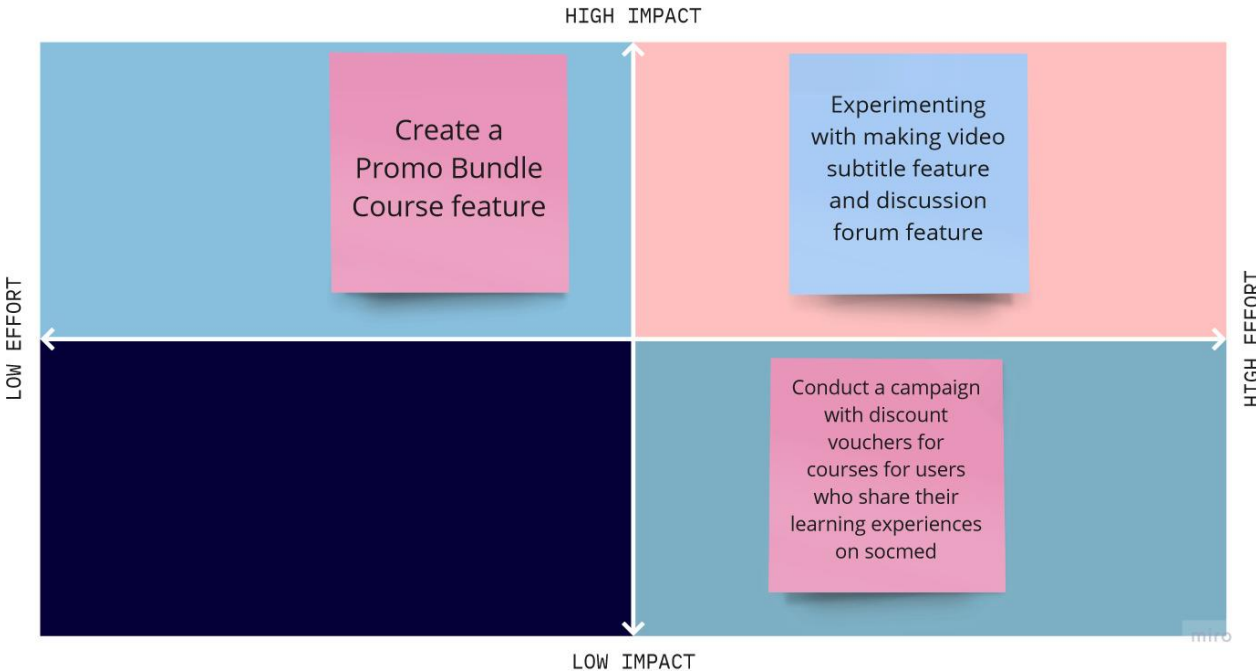 HIGH IMPACT
Create a
Promo Bundle
Course feature
Experimenting
with making video
subtitle feature
and discussion
forum feature
LOW EFFORT
HIGH EFFORT
Conduct a campaign
with discount
vouchers for
courses for users
who share their
learning experiences
on socmed
miro
LOW IMPACT